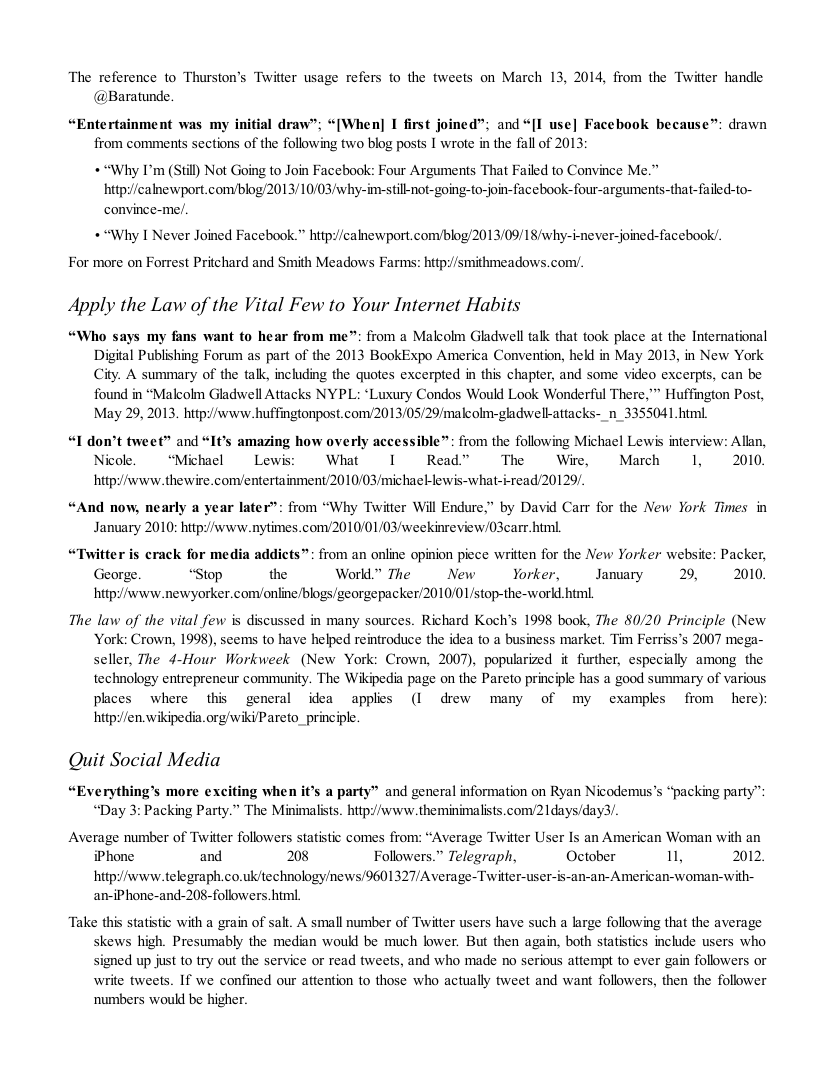 The reference to Thurston’s Twitter usage refers to the tweets on March 13, 2014, from the Twitter handle
@Baratunde.
“Entertainment was my initial draw”; “[When] I first joined”; and “[I use] Facebook because”: drawn
from comments sections of the following two blog posts I wrote in the fall of 2013:
• “Why I’m (Still) Not Going to Join Facebook: Four Arguments That Failed to Convince Me.”
http://calnewport.com/blog/2013/10/03/why-im-still-not-going-to-join-facebook-four-arguments-that-failed-to-
convince-me/.
• “Why I Never Joined Facebook.” http://calnewport.com/blog/2013/09/18/why-i-never-joined-facebook/.
For more on Forrest Pritchard and Smith Meadows Farms: http://smithmeadows.com/.
Apply the Law of the Vital Few to Your Internet Habits
“Who says my fans want to hear from me”: from a Malcolm Gladwell talk that took place at the International
Digital Publishing Forum as part of the 2013 BookExpo America Convention, held in May 2013, in New York
City. A summary of the talk, including the quotes excerpted in this chapter, and some video excerpts, can be
found in “Malcolm Gladwell Attacks NYPL: ‘Luxury Condos Would Look Wonderful There,’” Huffington Post,
May 29, 2013. http://www.huffingtonpost.com/2013/05/29/malcolm-gladwell-attacks-_n_3355041.html.
“I don’t tweet” and “It’s amazing how overly accessible”: from the following Michael Lewis interview: Allan,
Nicole. “Michael Lewis: What I Read.” The Wire, March 1, 2010.
http://www.thewire.com/entertainment/2010/03/michael-lewis-what-i-read/20129/.
“And now, nearly a year later”: from “Why Twitter Will Endure,” by David Carr for the New York Times in
January 2010: http://www.nytimes.com/2010/01/03/weekinreview/03carr.html.
“Twitter is crack for media addicts”: from an online opinion piece written for the New Yorker website: Packer,
George. “Stop the World.” The New Yorker, January 29, 2010.
http://www.newyorker.com/online/blogs/georgepacker/2010/01/stop-the-world.html.
The law of the vital few is discussed in many sources. Richard Koch’s 1998 book, The 80/20 Principle (New
York: Crown, 1998), seems to have helped reintroduce the idea to a business market. Tim Ferriss’s 2007 mega-
seller, The 4-Hour Workweek (New York: Crown, 2007), popularized it further, especially among the
technology entrepreneur community. The Wikipedia page on the Pareto principle has a good summary of various
places where this general idea applies (I drew many of my examples from here):
http://en.wikipedia.org/wiki/Pareto_principle.
Quit Social Media
“Everything’s more exciting when it’s a party” and general information on Ryan Nicodemus’s “packing party”:
“Day 3: Packing Party.” The Minimalists. http://www.theminimalists.com/21days/day3/.
Average number of Twitter followers statistic comes from: “Average Twitter User Is an American Woman with an
iPhone and 208 Followers.” Telegraph, October 11, 2012.
http://www.telegraph.co.uk/technology/news/9601327/Average-Twitter-user-is-an-an-American-woman-with-
an-iPhone-and-208-followers.html.
Take this statistic with a grain of salt. A small number of Twitter users have such a large following that the average
skews high. Presumably the median would be much lower. But then again, both statistics include users who
signed up just to try out the service or read tweets, and who made no serious attempt to ever gain followers or
write tweets. If we confined our attention to those who actually tweet and want followers, then the follower
numbers would be higher.